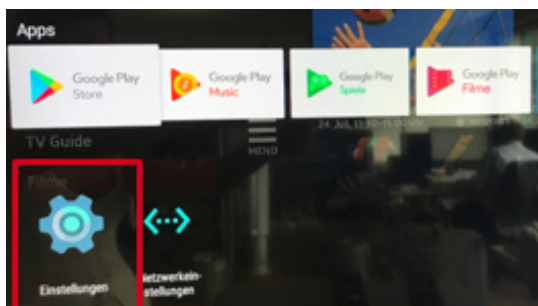 Apps
Google Play
Store
Google Play
Music
Google Play
Spiele
Google Play
Filme
24. Juli, 13:30–15:00
TV Guide
MENÜ
Filme
Einstellungen
Netzwerkein-
stellungen